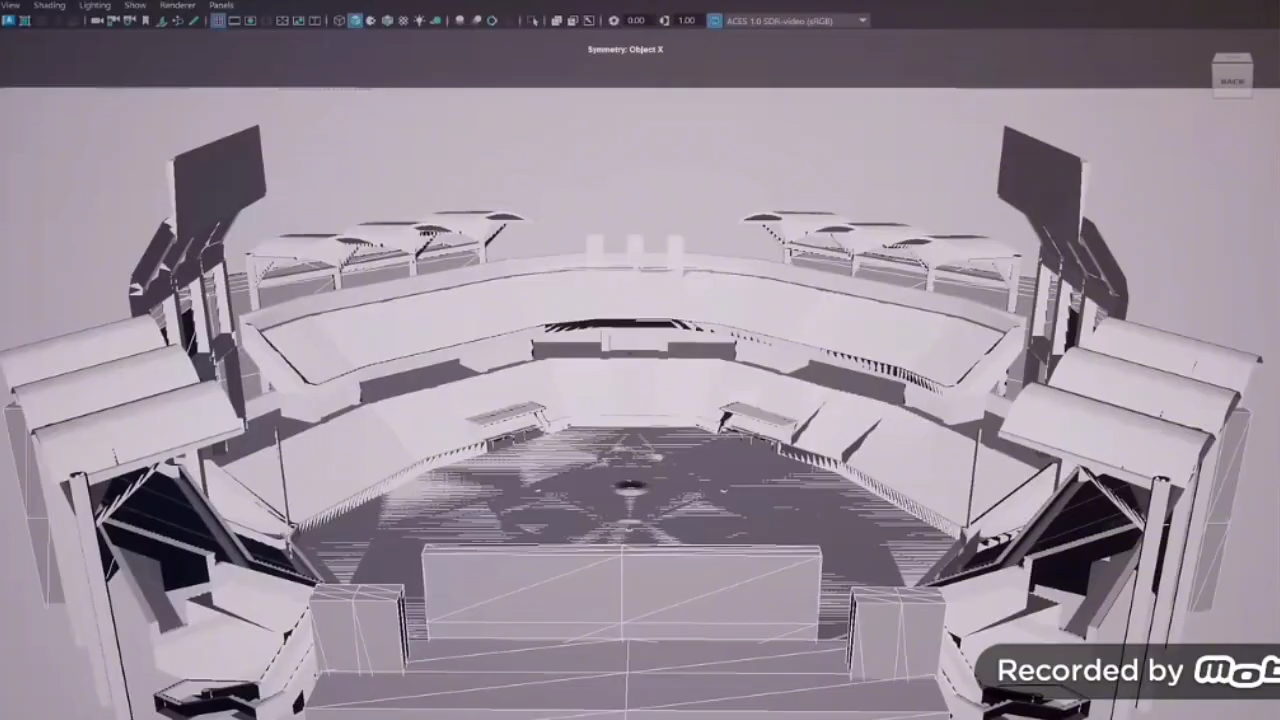 View Shading Lighting Show Renderer Panels
0.00 1.00 ACES 1.0 SDR-video (sRGB)
Symmetry: Object X
BACK
Recorded by